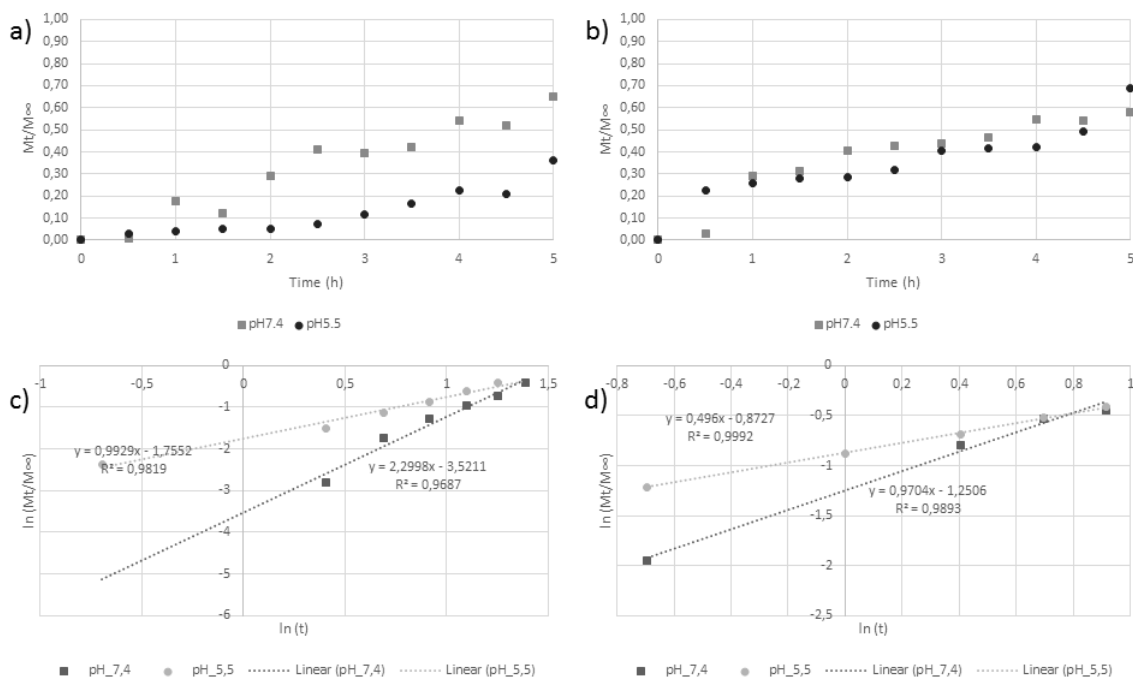 a)
1,00
0,90
0,80
0,70
0,60
0,50
0,40
0,30
0,20
0,10
0,00
Mt/M∞
0 1 2 3 4 5
Time (h)
pH7.4 pH5.5
b)
1,00
0,90
0,80
0,70
0,60
0,50
0,40
0,30
0,20
0,10
0,00
Mt/M∞
0 1 2 3 4 5
Time (h)
pH7.4 pH5.5
c)
-1 -0,5 0 0,5 1 1,5
0
-1
-2
-3
-4
-5
-6
ln (Mt/M∞)
y = 0,9929x - 1,7552
R² = 0,9819
y = 2,2998x - 3,5211
R² = 0,9687
ln (t)
pH_7,4 pH_5,5 Linear (pH_7,4) Linear (pH_5,5)
d)
-0,8 -0,6 -0,4 -0,2 0 0,2 0,4 0,6 0,8 1
0
-0,5
-1
-1,5
-2
-2,5
ln (Mt/M∞)
y = 0,496x - 0,8727
R² = 0,9992
y = 0,9704x - 1,2506
R² = 0,9893
ln (t)
pH_7,4 pH_5,5 Linear (pH_7,4) Linear (pH_5,5)